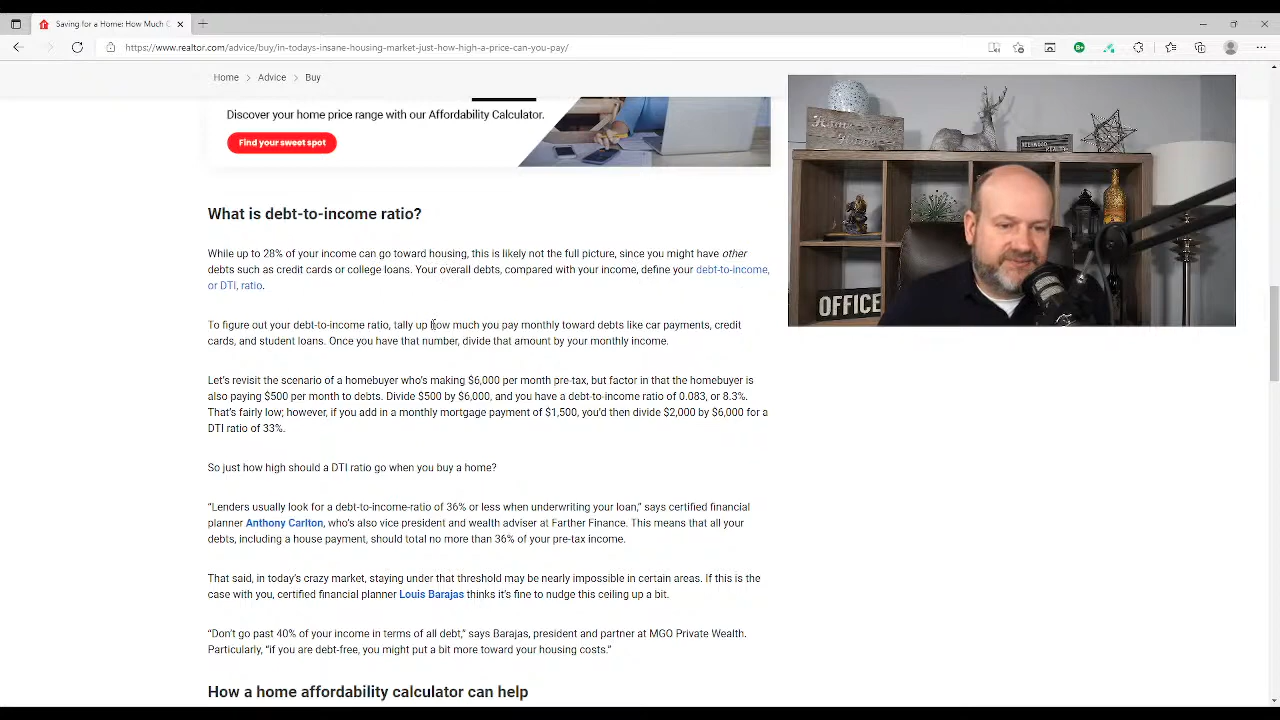 Saving for a Home: How Much C
https://www.realtor.com/advice/buy/in-todays-insane-housing-market-just-how-high-a-price-can-you-pay/
Home > Advice > Buy
Discover your home price range with our Affordability Calculator.
Find your sweet spot
What is debt-to-income ratio?
While up to 28% of your income can go toward housing, this is likely not the full picture, since you might have other
debts such as credit cards or college loans. Your overall debts, compared with your income, define your debt-to-income,
or DTI, ratio.
To figure out your debt-to-income ratio, tally up how much you pay monthly toward debts like car payments, credit
cards, and student loans. Once you have that number, divide that amount by your monthly income.
Let's revisit the scenario of a homebuyer who's making $6,000 per month pre-tax, but factor in that the homebuyer is
also paying $500 per month to debts. Divide $500 by $6,000, and you have a debt-to-income ratio of 0.083, or 8.3%.
That's fairly low; however, if you add in a monthly mortgage payment of $1,500, you'd then divide $2,000 by $6,000 for a
DTI ratio of 33%.
So just how high should a DTI ratio go when you buy a home?
"Lenders usually look for a debt-to-income-ratio of 36% or less when underwriting your loan," says certified financial
planner Anthony Carlton, who's also vice president and wealth adviser at Farther Finance. This means that all your
debts, including a house payment, should total no more than 36% of your pre-tax income.
That said, in today's crazy market, staying under that threshold may be nearly impossible in certain areas. If this is the
case with you, certified financial planner Louis Barajas thinks it's fine to nudge this ceiling up a bit.
"Don't go past 40% of your income in terms of all debt," says Barajas, president and partner at MGO Private Wealth.
Particularly, "if you are debt-free, you might put a bit more toward your housing costs."
How a home affordability calculator can help
OFFICE